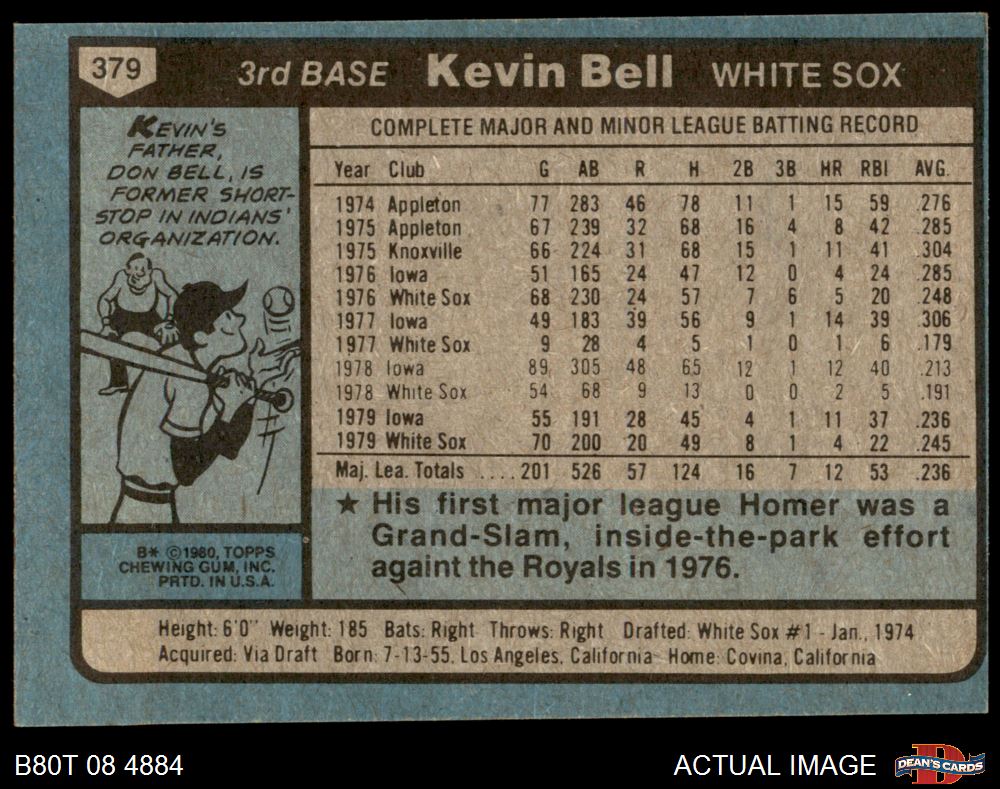 379 3rd BASE Kevin Bell WHITE SOX
KEVIN'S
FATHER,
DON BELL, IS
FORMER SHORT-
STOP IN INDIANS'
ORGANIZATION.
COMPLETE MAJOR AND MINOR LEAGUE BATTING RECORD
Year Club G AB R H 2B 3B HR RBI AVG.
1974 Appleton 77 283 46 78 11 1 15 59 .276
1975 Appleton 67 239 32 68 16 4 8 42 .285
1975 Knoxville 66 224 31 68 15 1 11 41 .304
1976 Iowa 51 165 24 47 12 0 4 24 .285
1976 White Sox 68 230 24 57 7 6 5 20 .248
1977 Iowa 49 183 39 56 9 1 14 39 .306
1977 White Sox 9 28 4 5 1 0 1 6 .179
1978 Iowa 89 305 48 65 12 1 12 40 .213
1978 White Sox 54 68 9 13 0 0 2 5 .191
1979 Iowa 55 191 28 45 4 1 11 37 .236
1979 White Sox 70 200 20 49 8 1 4 22 .245
Maj. Lea. Totals ....201 526 57 124 16 7 12 53 .236
★ His first major league Homer was a
Grand-Slam, inside-the-park effort
againt the Royals in 1976.
B* ©1980, TOPPS
CHEWING GUM, INC.
PRTD. IN U.S.A.
Height: 6'0" Weight: 185 Bats: Right Throws: Right Drafted: White Sox #1 - Jan., 1974
Acquired: Via Draft Born: 7-13-55, Los Angeles, California Home: Covina, California
B80T 08 4884
ACTUAL IMAGE
DEAN'S CARDS